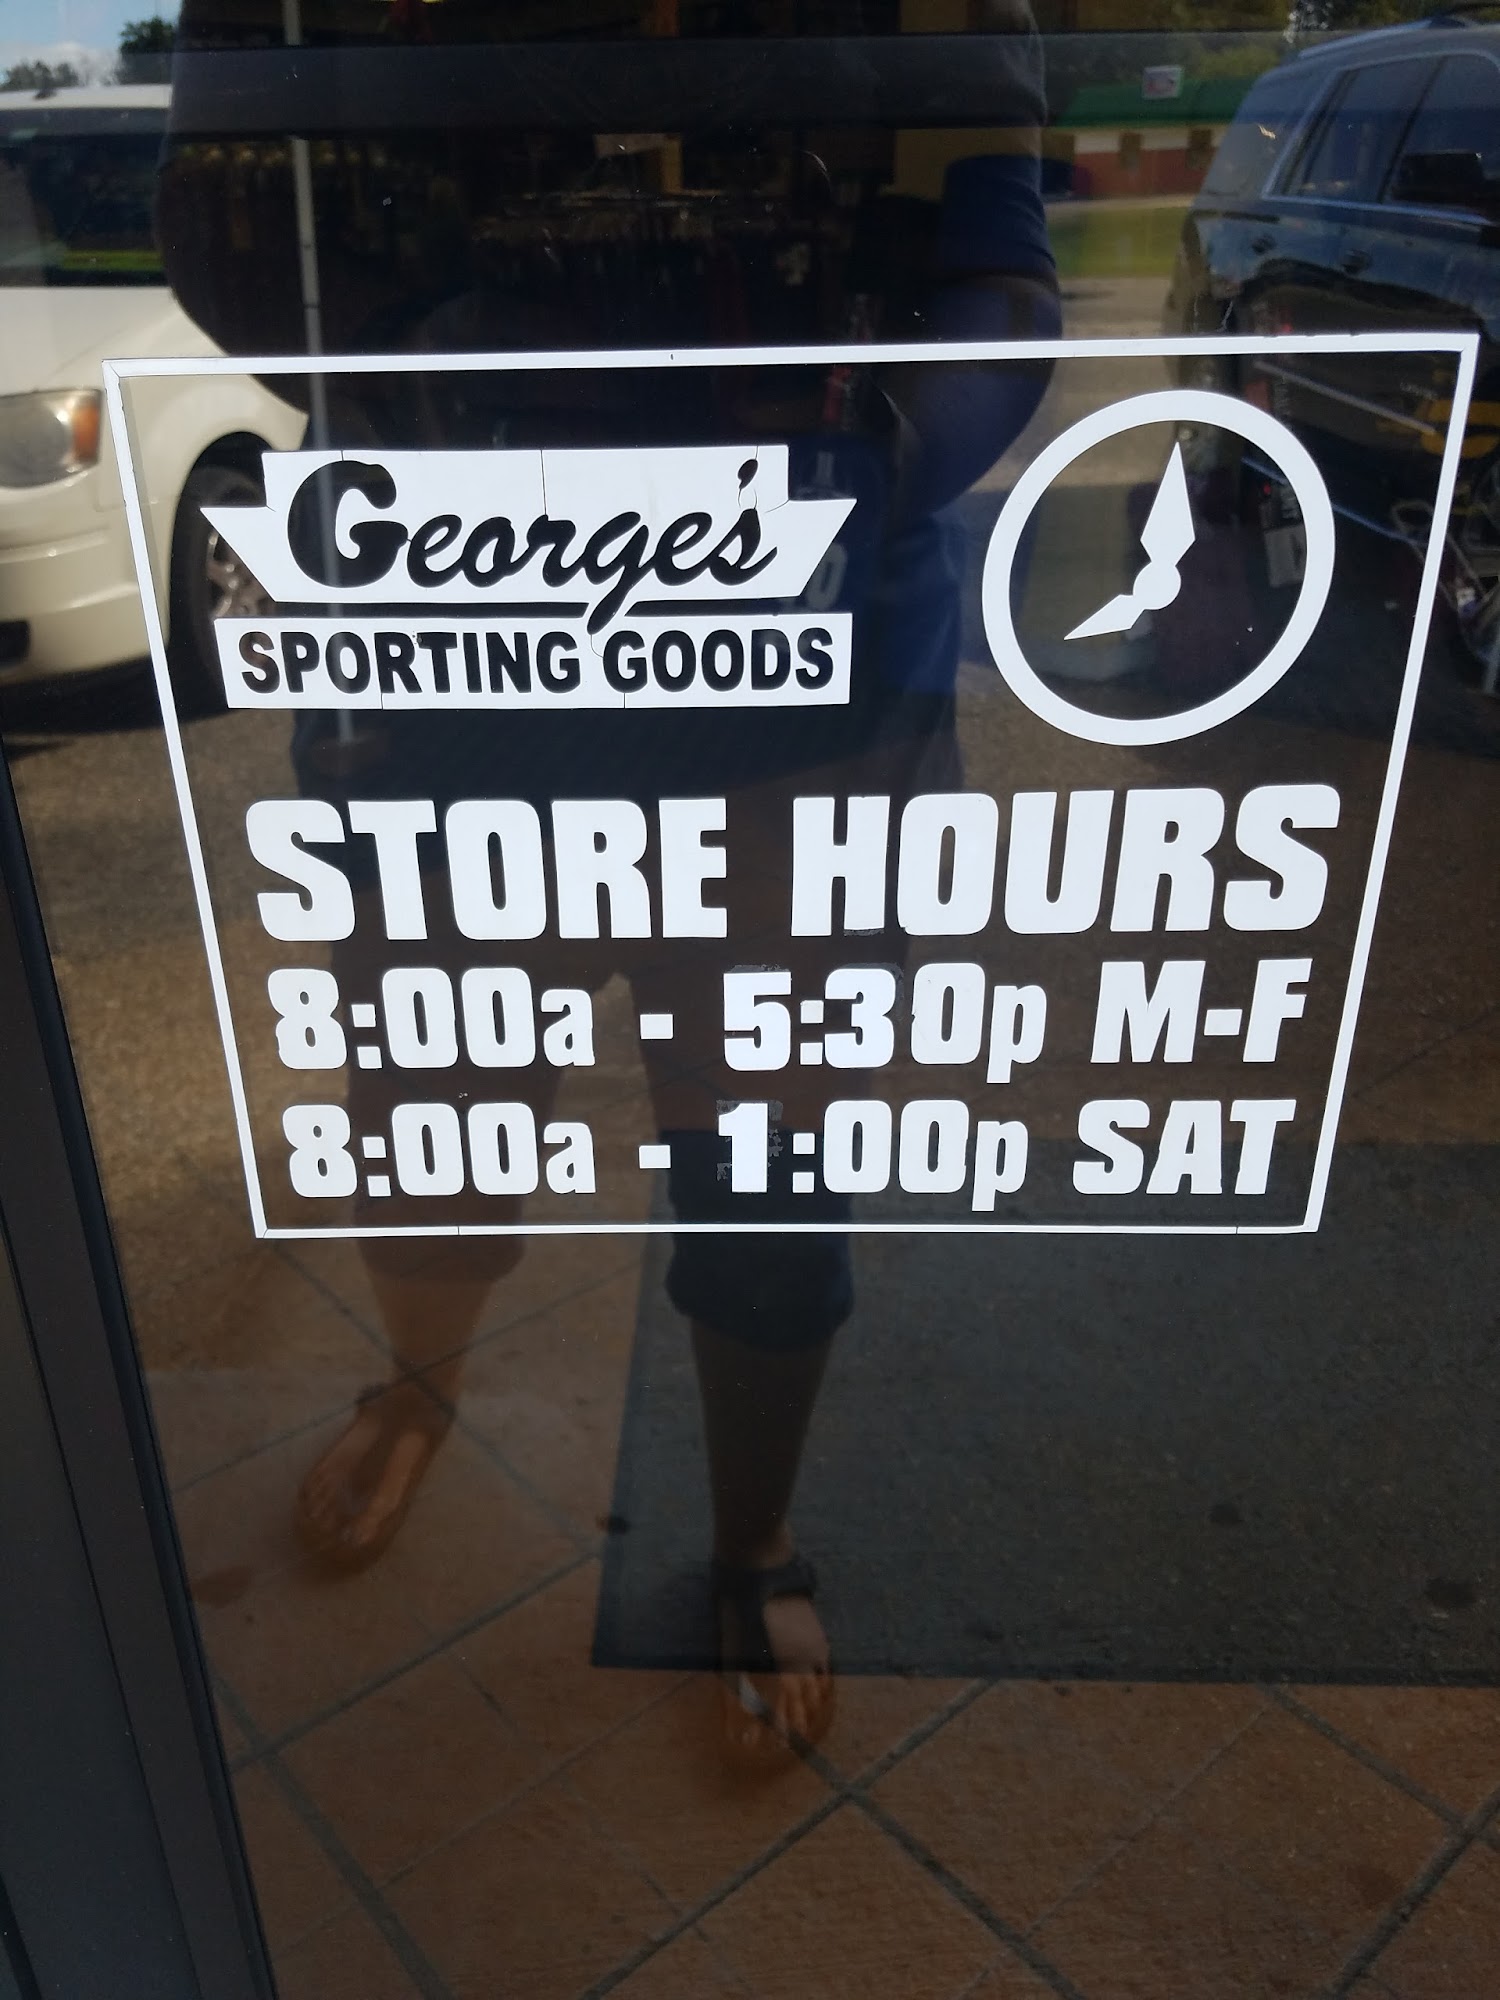 George's
SPORTING GOODS
STORE HOURS
8:00a - 5:30p M-F
8:00a - 1:00p SAT